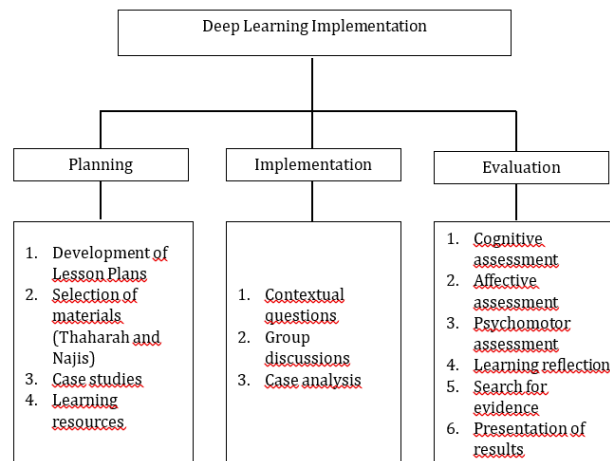 Deep Learning Implementation
Planning
Implementation
Evaluation
1. Development of
Lesson Plans
2. Selection of
materials
(Thaharah and
Najis)
3. Case studies
4. Learning
resources
1. Contextual
questions
2. Group
discussions
3. Case analysis
1. Cognitive
assessment
2. Affective
assessment
3. Psychomotor
assessment
4. Learning reflection
5. Search for
evidence
6. Presentation of
results